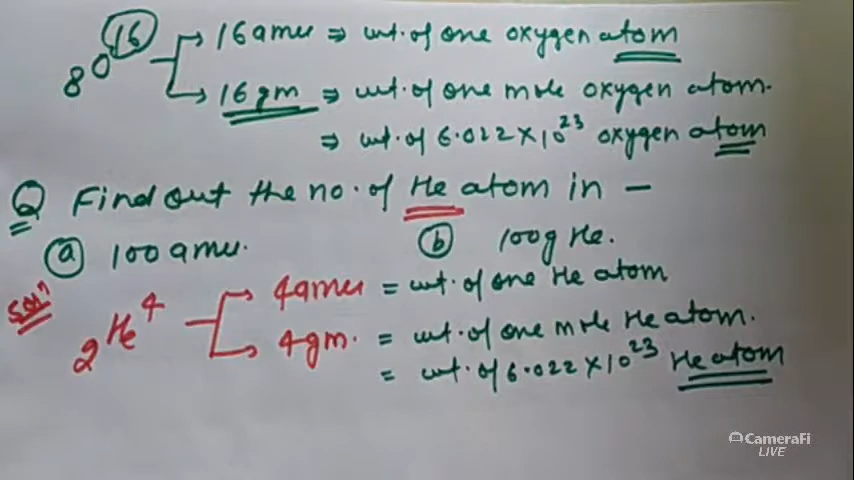 8O16 → 16 amu ⇒ wt. of one oxygen atom
→ 16 gm ⇒ wt. of one mole oxygen atom.
⇒ wt. of 6.022×10^23 oxygen atom
Q Find out the no. of He atom in –
(a) 100 amu. (b) 100g He.
Soln 2He4 → 4 amu = wt. of one He atom
→ 4 gm. = wt. of one mole He atom.
= wt. of 6.022×10^23 He atom
CameraFi
LIVE